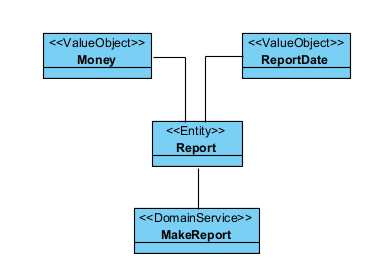 <<ValueObject>>
Money
<<ValueObject>>
ReportDate
<<Entity>>
Report
<<DomainService>>
MakeReport